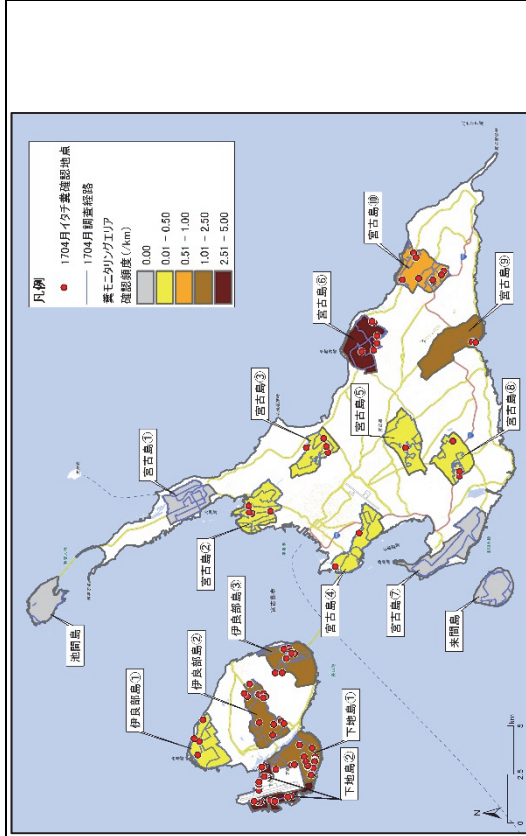 凡例
1704月イタチ糞確認地点
1704月調査経路
糞モニタリングエリア
確認頻度(/km)
0.00
0.01 - 0.50
0.51 - 1.00
1.01 - 2.50
2.51 - 5.00
池間島
宮古島①
宮古島②
宮古島③
宮古島④
宮古島⑤
宮古島⑥
宮古島⑦
宮古島⑧
宮古島⑨
宮古島⑩
来間島
伊良部島①
伊良部島②
伊良部島③
下地島①
下地島②
N
0
2.5
5
km